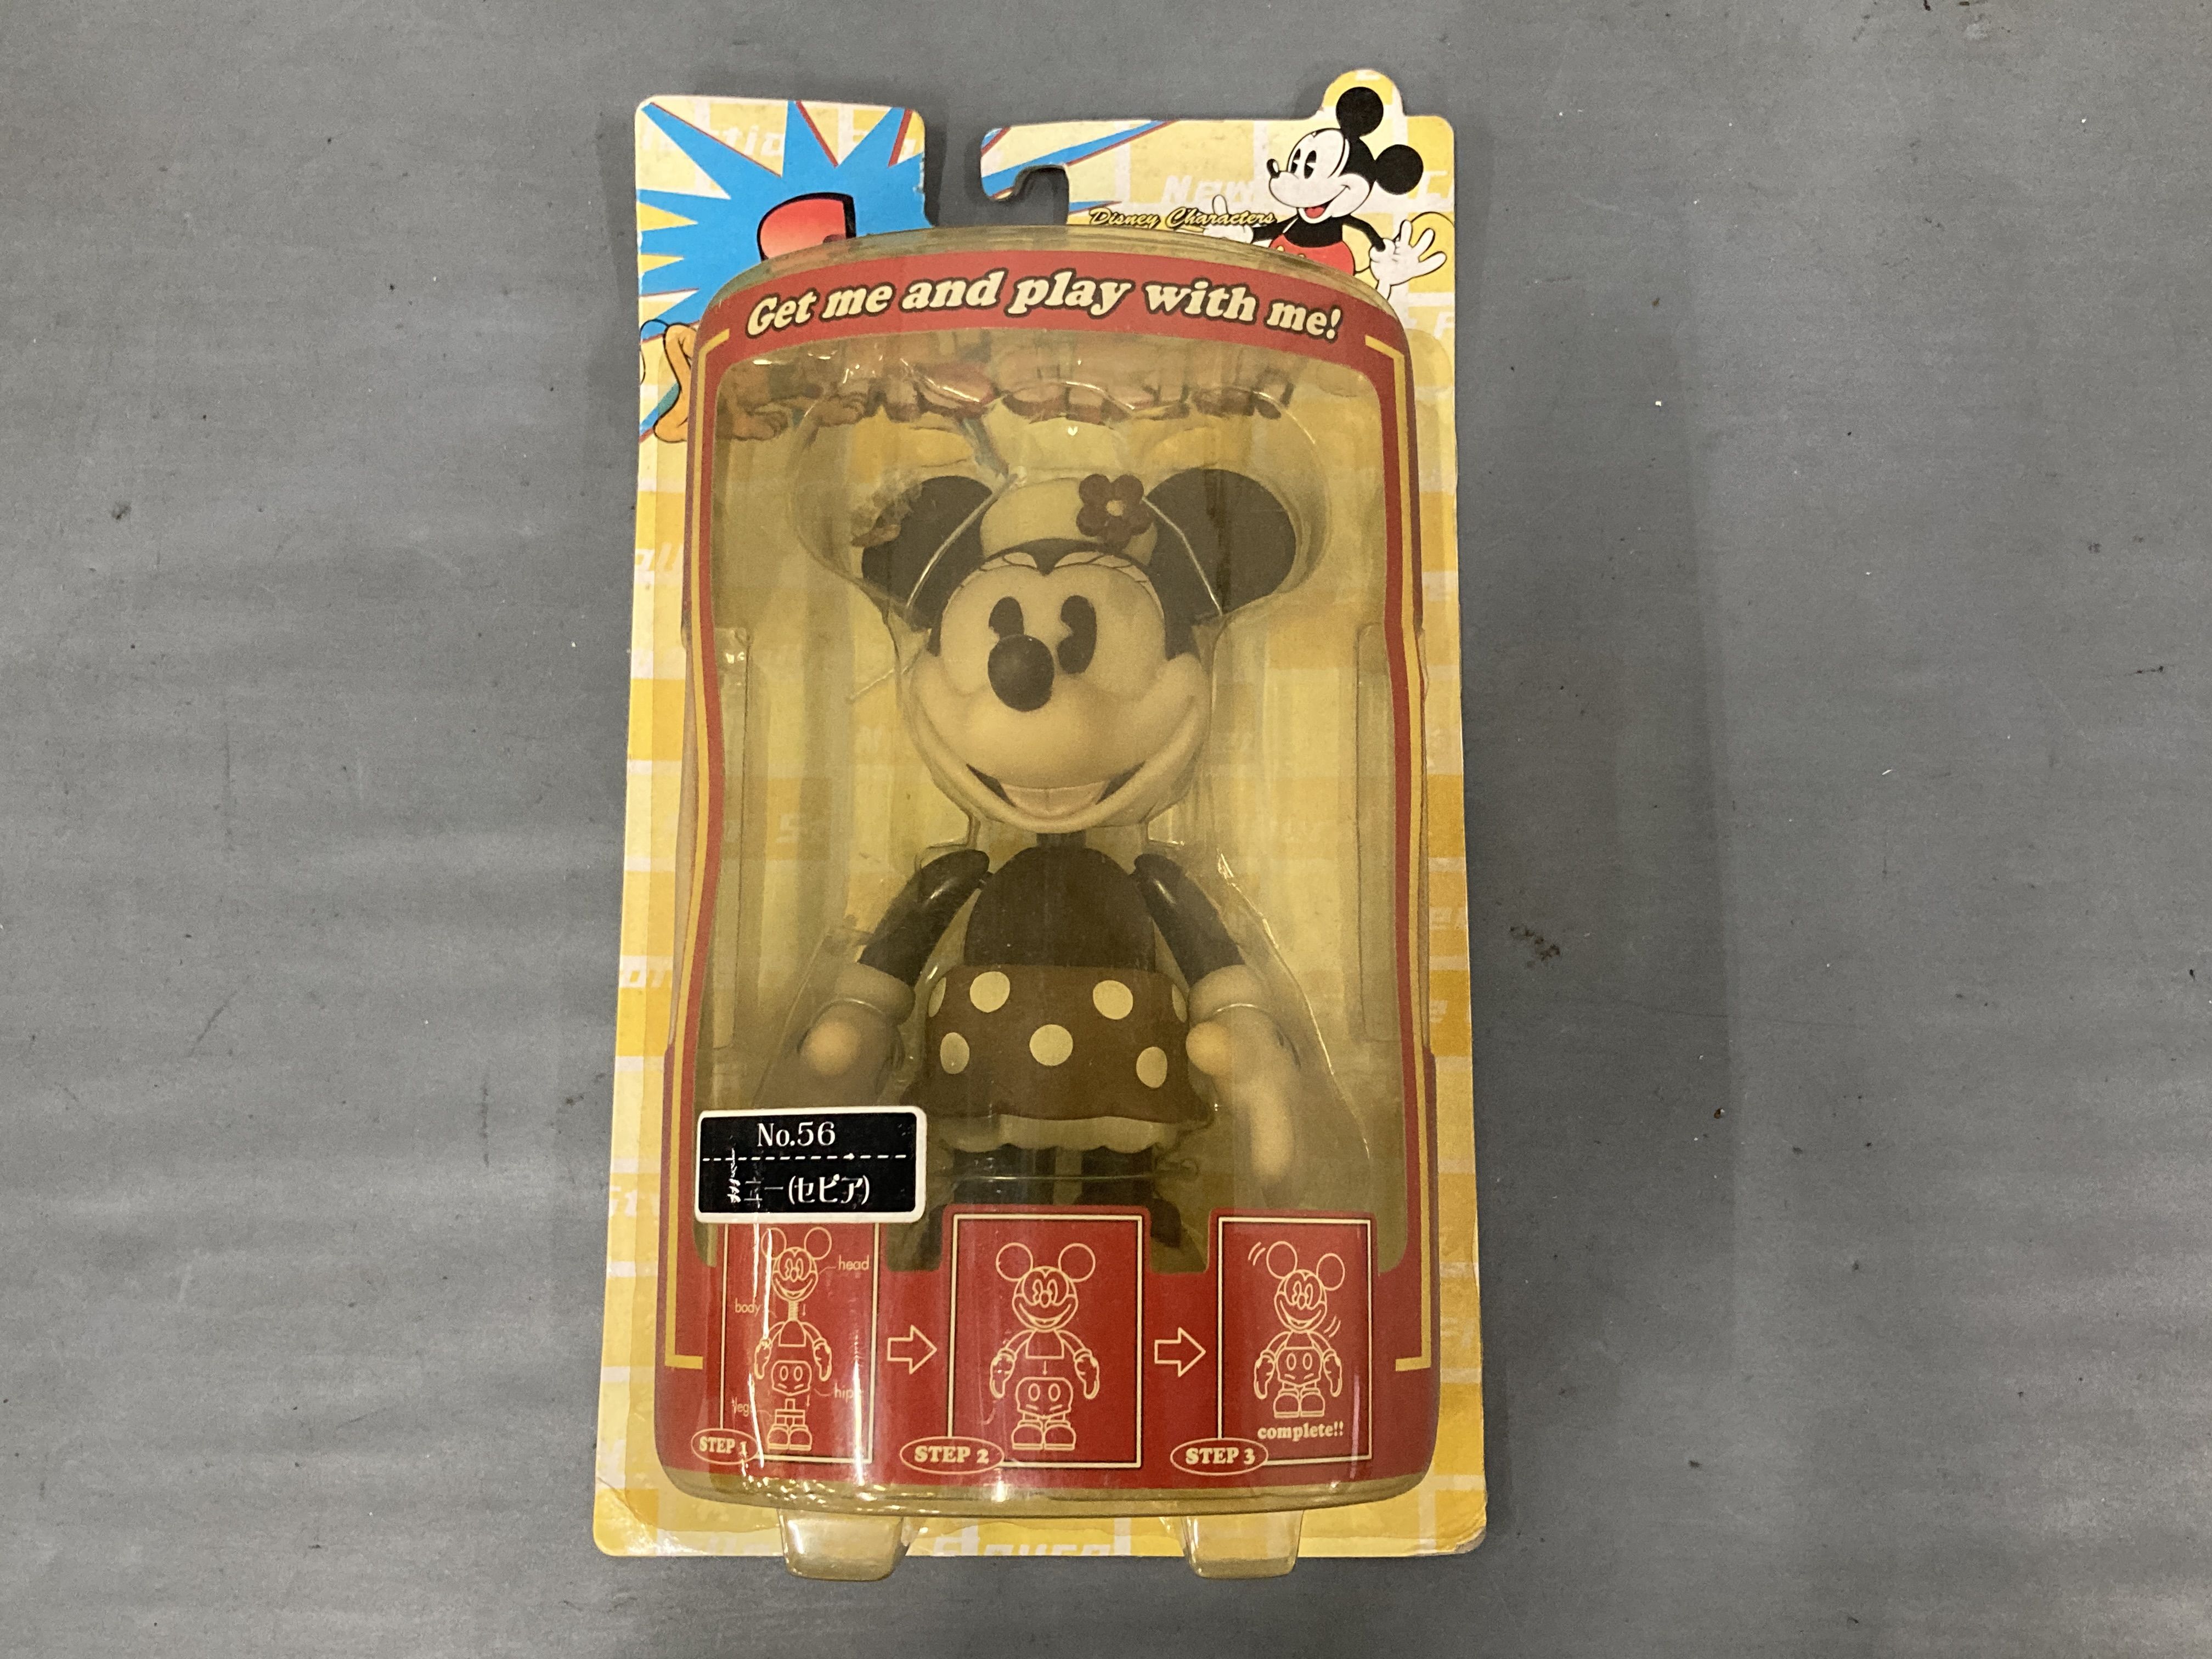 Disney Characters
Get me and play with me!
No.56
ミニー(セピア)
head
body
hip
legs
STEP 1
STEP 2
STEP 3
complete!!